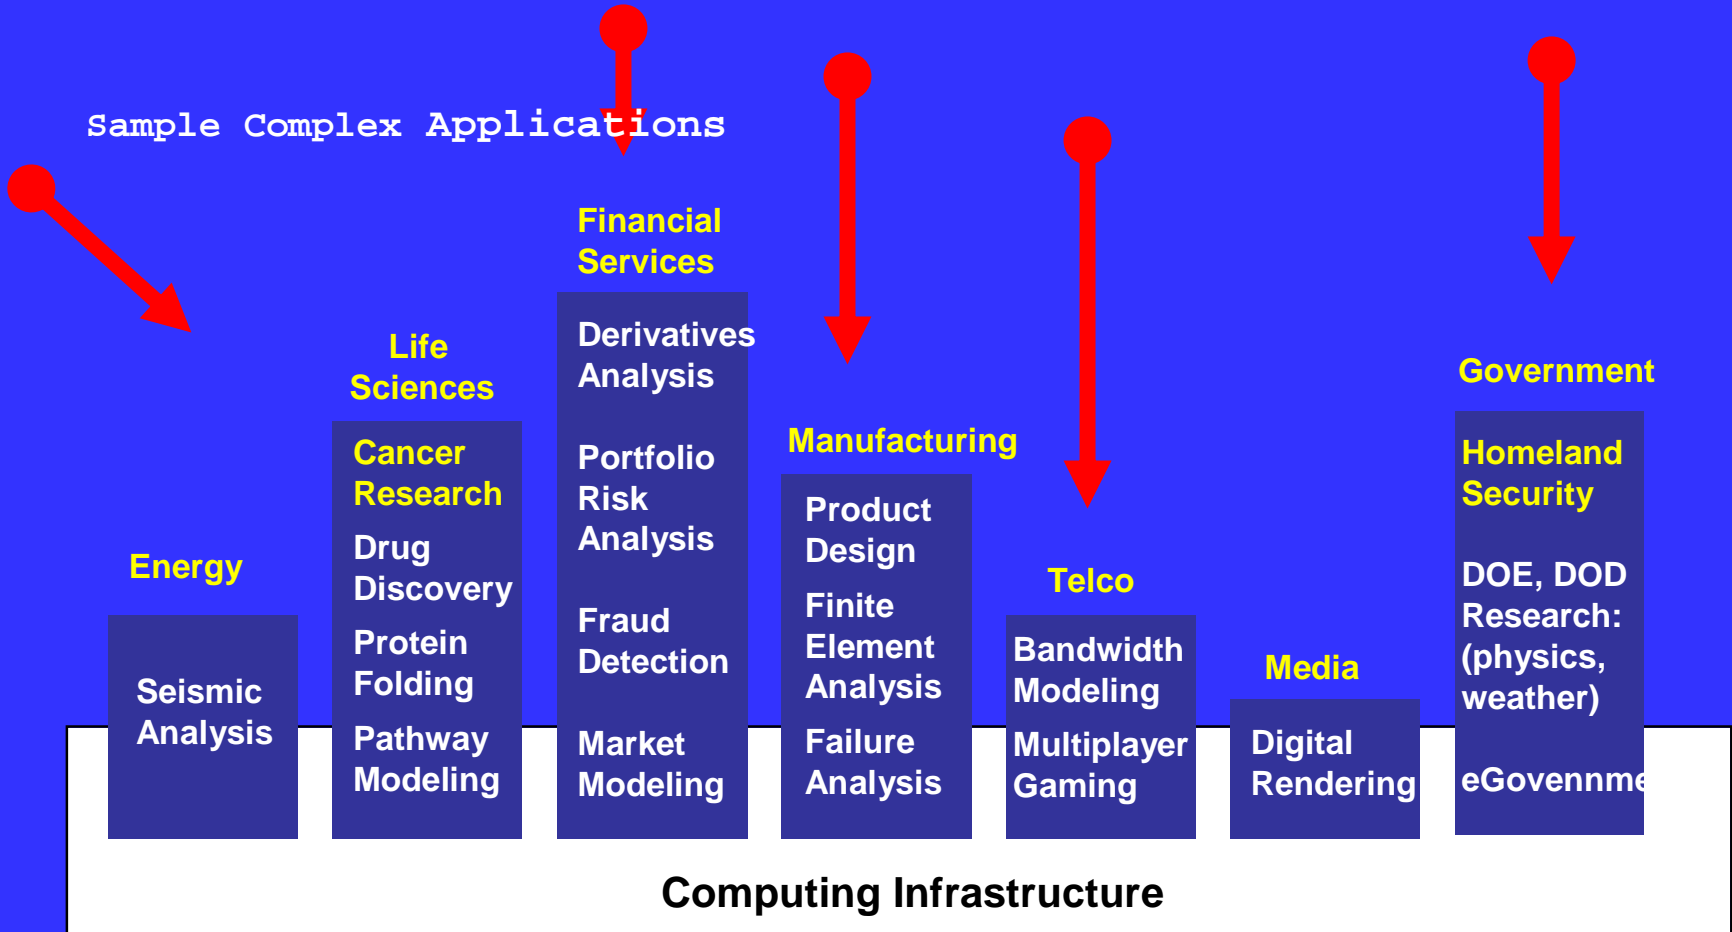 Sample Complex Applications
Energy
Seismic
Analysis
Life
Sciences
Cancer
Research
Drug
Discovery
Protein
Folding
Pathway
Modeling
Financial
Services
Derivatives
Analysis
Portfolio
Risk
Analysis
Fraud
Detection
Market
Modeling
Manufacturing
Product
Design
Finite
Element
Analysis
Failure
Analysis
Telco
Bandwidth
Modeling
Multiplayer
Gaming
Media
Digital
Rendering
Government
Homeland
Security
DOE, DOD
Research:
(physics,
weather)
eGovennme
Computing Infrastructure